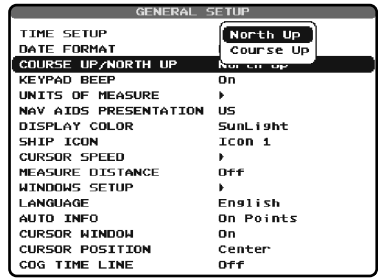 GENERAL SETUP
TIME SETUP
North Up
DATE FORMAT
Course Up
COURSE UP/NORTH UP North Up
KEYPAD BEEP On
UNITS OF MEASURE
NAV AIDS PRESENTATION US
DISPLAY COLOR SunLight
SHIP ICON Icon 1
CURSOR SPEED
MEASURE DISTANCE Off
WINDOWS SETUP
LANGUAGE English
AUTO INFO On Points
CURSOR WINDOW On
CURSOR POSITION Center
COG TIME LINE Off